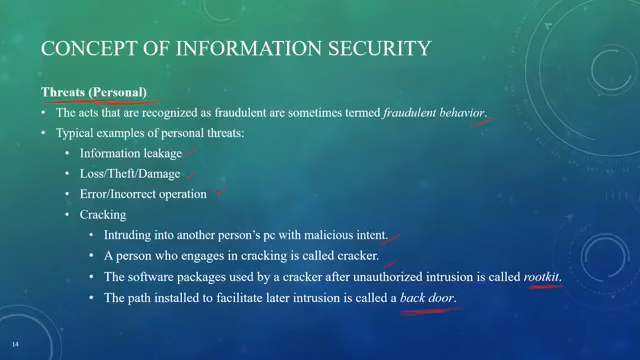 CONCEPT OF INFORMATION SECURITY
Threats (Personal)
• The acts that are recognized as fraudulent are sometimes termed fraudulent behavior.
• Typical examples of personal threats:
• Information leakage
• Loss/Theft/Damage
• Error/Incorrect operation
• Cracking
• Intruding into another person's pc with malicious intent.
• A person who engages in cracking is called cracker.
• The software packages used by a cracker after unauthorized intrusion is called rootkit.
• The path installed to facilitate later intrusion is called a back door.
14